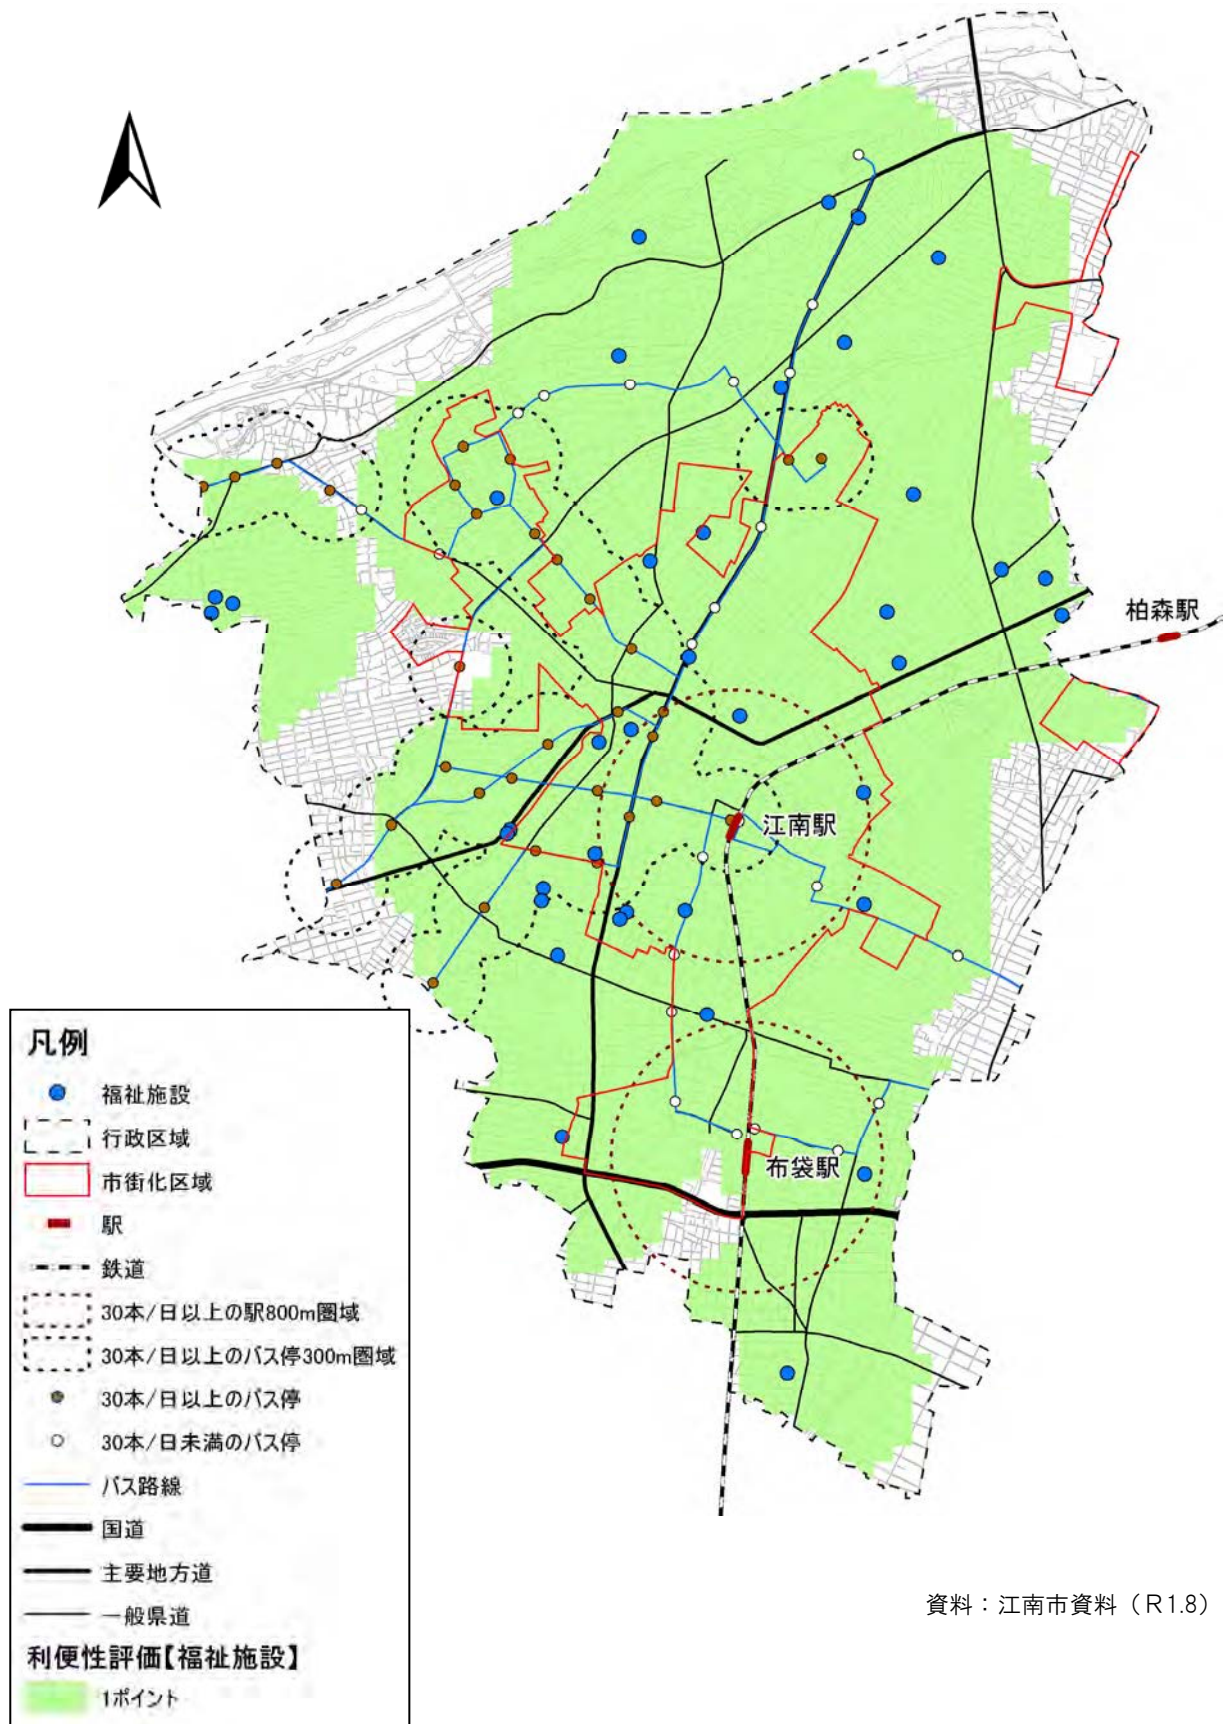 柏森駅
江南駅
布袋駅
凡例
福祉施設
行政区域
市街化区域
駅
鉄道
30本/日以上の駅800m圏域
30本/日以上のバス停300m圏域
30本/日以上のバス停
30本/日未満のバス停
バス路線
国道
主要地方道
一般県道
利便性評価【福祉施設】
1ポイント
資料：江南市資料（R1.8）